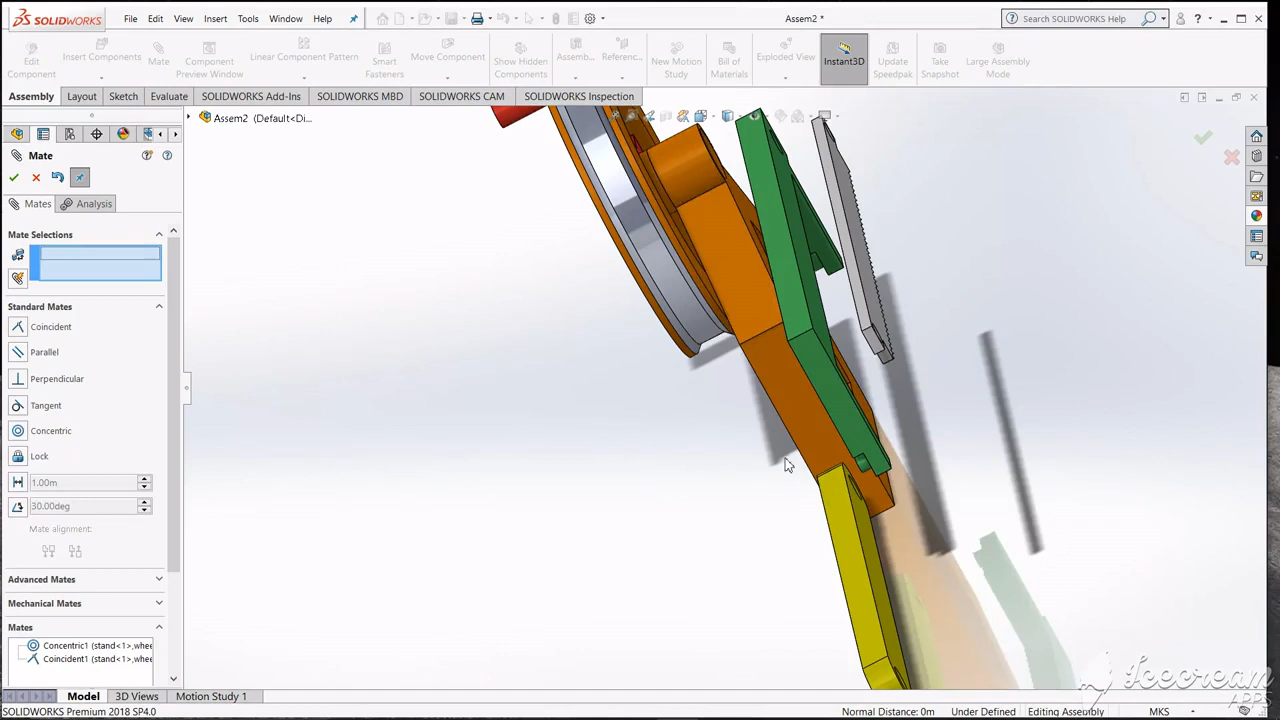 SOLIDWORKS File Edit View Insert Tools Window Help Assem2 * Search SOLIDWORKS Help ?
Edit Component
Insert Components
Mate
Component Preview Window
Linear Component Pattern
Smart Fasteners
Move Component
Show Hidden Components
Assemb...
Referenc...
New Motion Study
Bill of Materials
Exploded View
Instant3D
Update Speedpak
Take Snapshot
Large Assembly Mode
Assembly Layout Sketch Evaluate SOLIDWORKS Add-Ins SOLIDWORKS MBD SOLIDWORKS CAM SOLIDWORKS Inspection
Assem2 (Default<Di...
Mate
Mates Analysis
Mate Selections
Standard Mates
Coincident
Parallel
Perpendicular
Tangent
Concentric
Lock
1.00m
30.00deg
Mate alignment:
Advanced Mates
Mechanical Mates
Mates
Concentric1 (stand<1>,whee
Coincident1 (stand<1>,whee
Model 3D Views Motion Study 1
Icecream
APPS
SOLIDWORKS Premium 2018 SP4.0 Normal Distance: 0m Under Defined Editing Assembly MKS